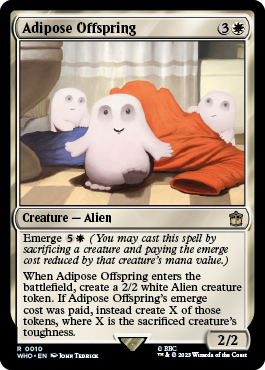 Adipose Offspring 3
Creature — Alien
Emerge 5 (You may cast this spell by
sacrificing a creature and paying the emerge
cost reduced by that creature's mana value.)
When Adipose Offspring enters the
battlefield, create a 2/2 white Alien creature
token. If Adipose Offspring's emerge
cost was paid, instead create X of those
tokens, where X is the sacrificed creature's
toughness.
2/2
R 0010
WHO • EN John Tedrick
© BBC
™ & © 2023 Wizards of the Coast